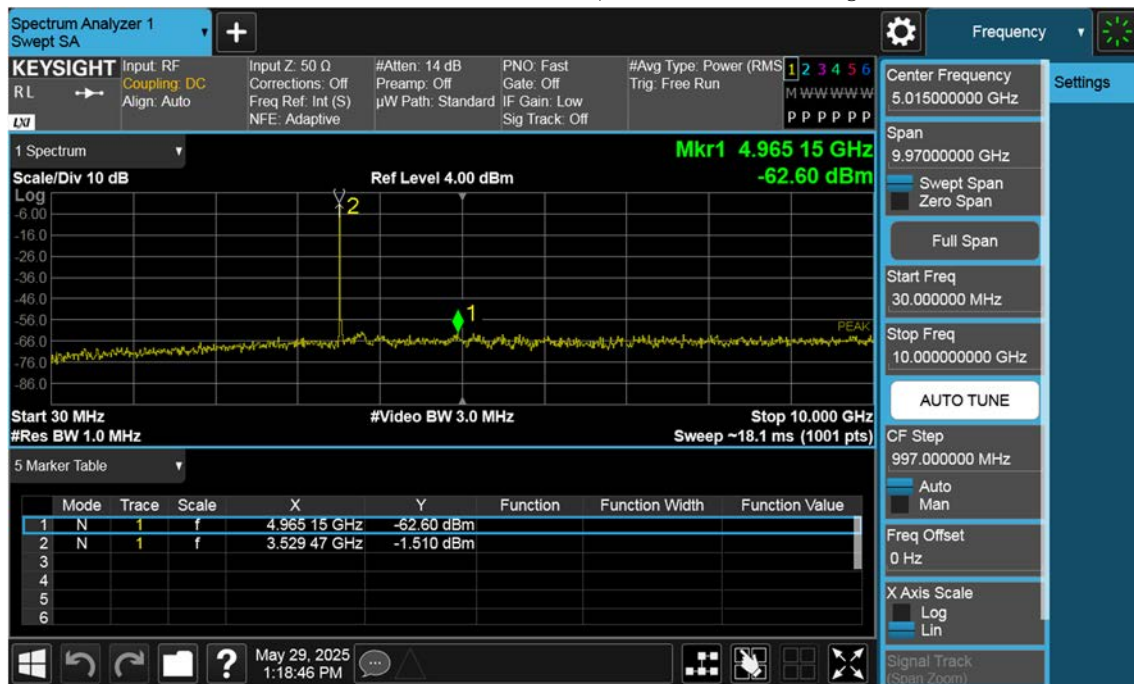 Spectrum Analyzer 1
Swept SA
+
Frequency
KEYSIGHT
RL
LXI
Input: RF
Coupling: DC
Align: Auto
Input Z: 50 Ω
Corrections: Off
Freq Ref: Int (S)
NFE: Adaptive
#Atten: 14 dB
Preamp: Off
µW Path: Standard
PNO: Fast
Gate: Off
IF Gain: Low
Sig Track: Off
#Avg Type: Power (RMS
Trig: Free Run
1 2 3 4 5 6
M W W W W W
P P P P P P
1 Spectrum
Mkr1 4.965 15 GHz
Scale/Div 10 dB
Ref Level 4.00 dBm
-62.60 dBm
Log
-6.00
-16.0
-26.0
-36.0
-46.0
-56.0
-66.0
-76.0
-86.0
2
1
PEAK
Start 30 MHz
#Video BW 3.0 MHz
Stop 10.000 GHz
#Res BW 1.0 MHz
Sweep ~18.1 ms (1001 pts)
5 Marker Table
Mode Trace Scale X Y Function Function Width Function Value
1 N 1 f 4.965 15 GHz -62.60 dBm
2 N 1 f 3.529 47 GHz -1.510 dBm
3
4
5
6
?
May 29, 2025
1:18:46 PM
Center Frequency
5.015000000 GHz
Settings
Span
9.97000000 GHz
Swept Span
Zero Span
Full Span
Start Freq
30.000000 MHz
Stop Freq
10.000000000 GHz
AUTO TUNE
CF Step
997.000000 MHz
Auto
Man
Freq Offset
0 Hz
X Axis Scale
Log
Lin
Signal Track
(Span Zoom)